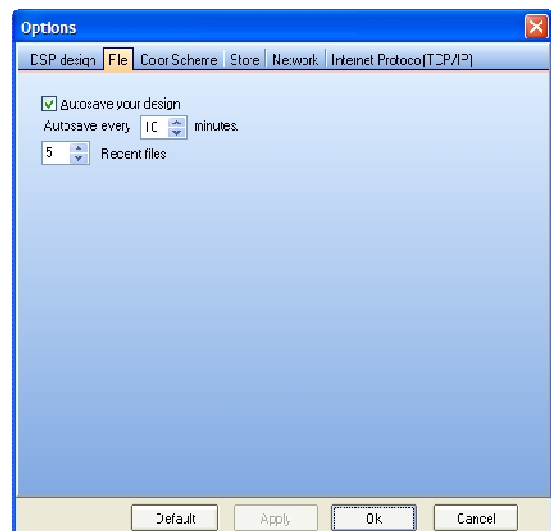 Options
DSP design File Color Scheme Store Network Internet Protocol(TCP/IP)
Autosave your design
Autosave every 10 minutes.
5 Recent files
Default Apply Ok Cancel